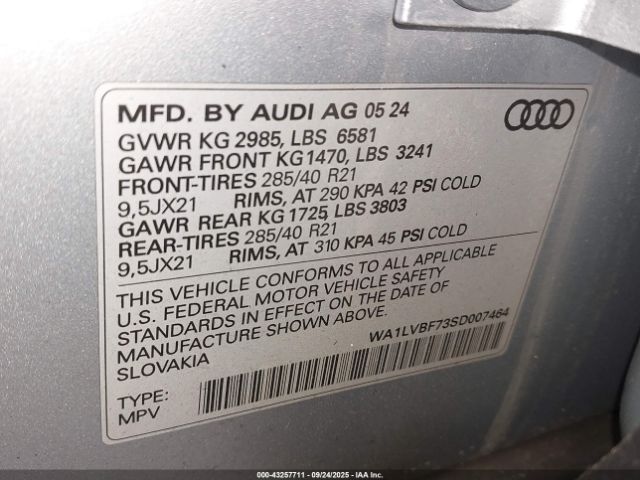 MFD. BY AUDI AG 05 24
GVWR KG 2985, LBS 6581
GAWR FRONT KG1470, LBS 3241
FRONT-TIRES 285/40 R21
9,5JX21 RIMS, AT 290 KPA 42 PSI COLD
GAWR REAR KG 1725, LBS 3803
REAR-TIRES 285/40 R21
9,5JX21 RIMS, AT 310 KPA 45 PSI COLD
THIS VEHICLE CONFORMS TO ALL APPLICABLE
U.S. FEDERAL MOTOR VEHICLE SAFETY
STANDARDS IN EFFECT ON THE DATE OF
MANUFACTURE SHOWN ABOVE.
SLOVAKIA
WA1LVBF73SD007464
TYPE:
MPV
000-43257711 - 09/24/2025 - IAA Inc.